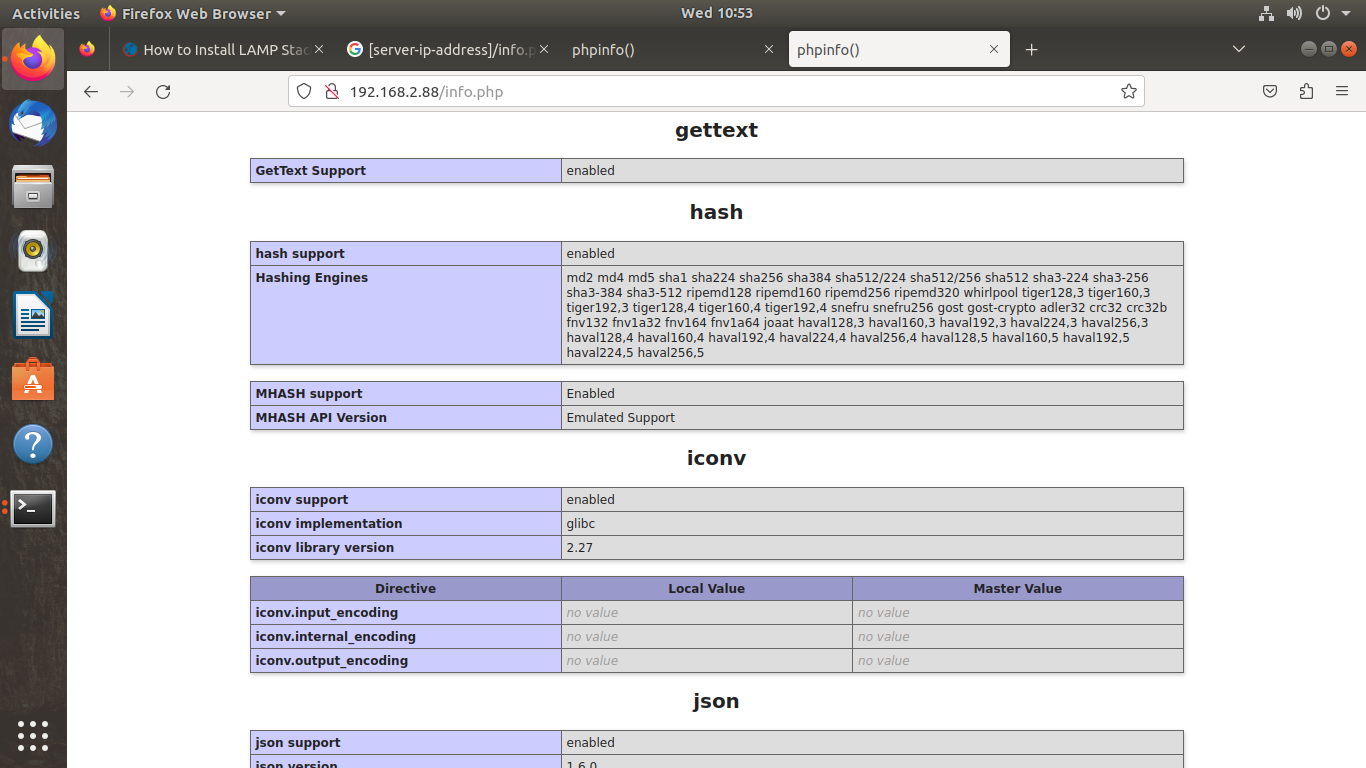 Activities Firefox Web Browser Wed 10:53
How to Install LAMP Stac [server-ip-address]/info.p phpinfo() phpinfo()
192.168.2.88/info.php
gettext
GetText Support enabled
hash
hash support enabled
Hashing Engines md2 md4 md5 sha1 sha224 sha256 sha384 sha512/224 sha512/256 sha512 sha3-224 sha3-256
sha3-384 sha3-512 ripemd128 ripemd160 ripemd256 ripemd320 whirlpool tiger128,3 tiger160,3
tiger192,3 tiger128,4 tiger160,4 tiger192,4 snefru snefru256 gost gost-crypto adler32 crc32 crc32b
fnv132 fnv1a32 fnv164 fnv1a64 joaat haval128,3 haval160,3 haval192,3 haval224,3 haval256,3
haval128,4 haval160,4 haval192,4 haval224,4 haval256,4 haval128,5 haval160,5 haval192,5
haval224,5 haval256,5
MHASH support Enabled
MHASH API Version Emulated Support
iconv
iconv support enabled
iconv implementation glibc
iconv library version 2.27
Directive Local Value Master Value
iconv.input_encoding no value no value
iconv.internal_encoding no value no value
iconv.output_encoding no value no value
json
json support enabled
json version 1.6.0